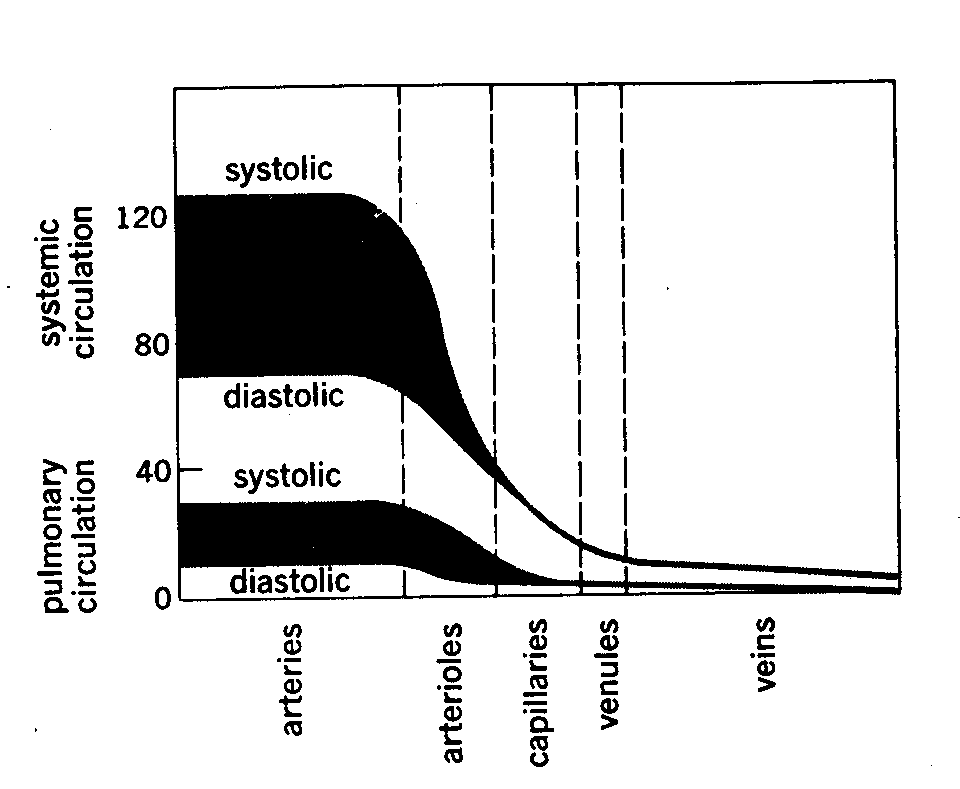 systemic
circulation
pulmonary
circulation
120
80
40
0
systolic
diastolic
systolic
diastolic
arteries
arterioles
capillaries
venules
veins